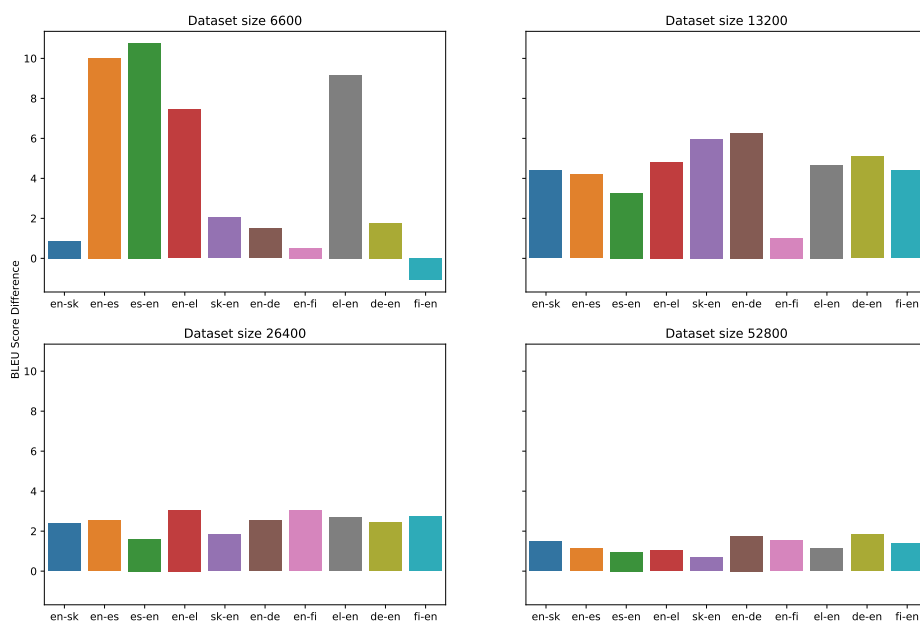 Dataset size 6600
10
8
6
4
2
0
en-sk en-es es-en en-el sk-en en-de en-fi el-en de-en fi-en
Dataset size 13200
en-sk en-es es-en en-el sk-en en-de en-fi el-en de-en fi-en
BLEU Score Difference
Dataset size 26400
10
8
6
4
2
0
en-sk en-es es-en en-el sk-en en-de en-fi el-en de-en fi-en
Dataset size 52800
en-sk en-es es-en en-el sk-en en-de en-fi el-en de-en fi-en